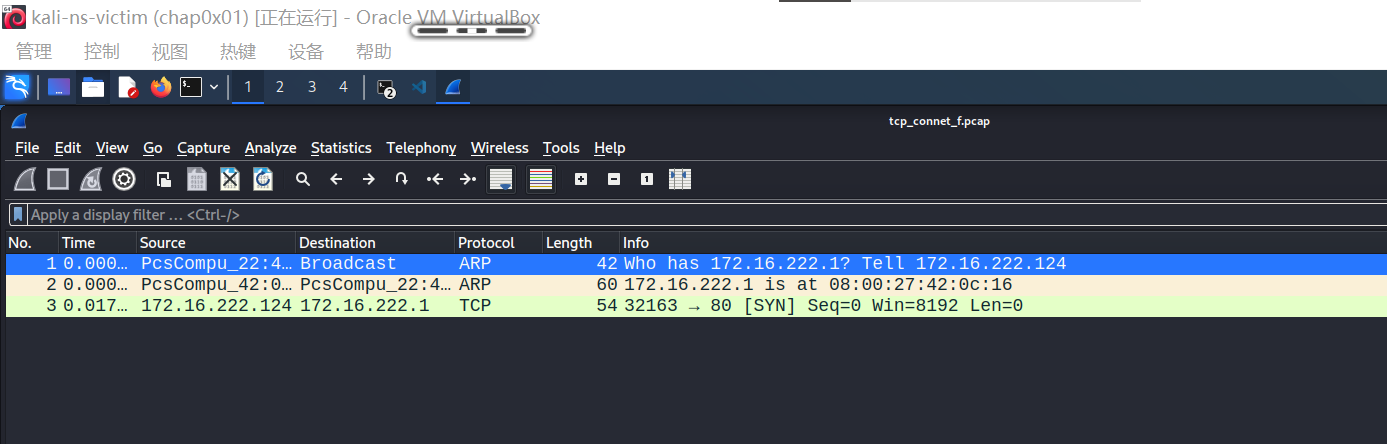 kali-ns-victim (chap0x01) [正在运行] - Oracle VM VirtualBox
管理 控制 视图 热键 设备 帮助
1 2 3 4 2
tcp_connet_f.pcap
File Edit View Go Capture Analyze Statistics Telephony Wireless Tools Help
Apply a display filter … <Ctrl-/>
No. Time Source Destination Protocol Length Info
1 0.000… PcsCompu_22:4… Broadcast ARP 42 Who has 172.16.222.1? Tell 172.16.222.124
2 0.000… PcsCompu_42:0… PcsCompu_22:4… ARP 60 172.16.222.1 is at 08:00:27:42:0c:16
3 0.017… 172.16.222.124 172.16.222.1 TCP 54 32163 → 80 [SYN] Seq=0 Win=8192 Len=0